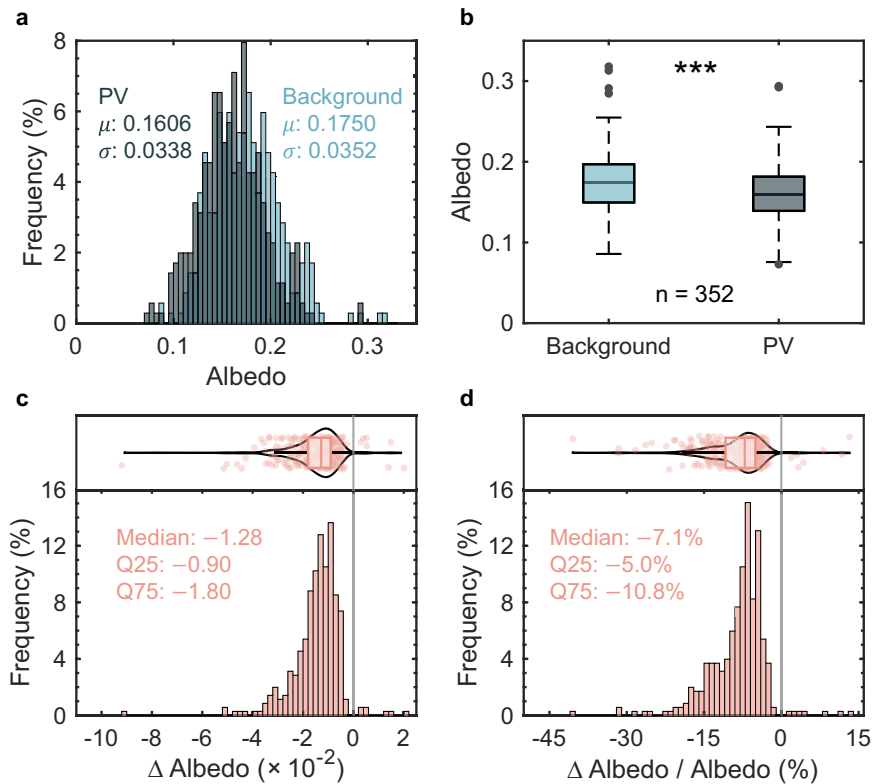 a
8
6
4
2
0
Frequency (%)
PV
μ: 0.1606
σ: 0.0338
Background
μ: 0.1750
σ: 0.0352
0
0.1
0.2
0.3
Albedo
b
0.3
0.2
0.1
0
Albedo
***
n = 352
Background
PV
c
16
12
8
4
0
Frequency (%)
Median: −1.28
Q25: −0.90
Q75: −1.80
-10
-8
-6
-4
-2
0
2
Δ Albedo (× 10⁻²)
d
16
12
8
4
0
Frequency (%)
Median: −7.1%
Q25: −5.0%
Q75: −10.8%
-45
-30
-15
0
15
Δ Albedo / Albedo (%)